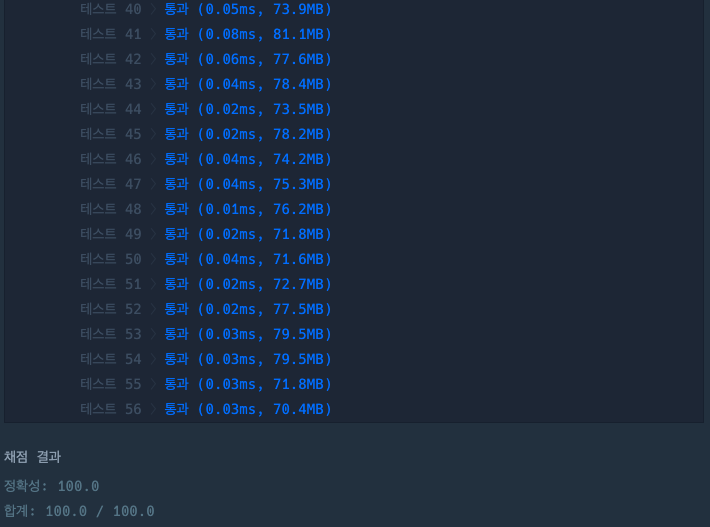 테스트 40 〉 통과 (0.05ms, 73.9MB)
테스트 41 〉 통과 (0.08ms, 81.1MB)
테스트 42 〉 통과 (0.06ms, 77.6MB)
테스트 43 〉 통과 (0.04ms, 78.4MB)
테스트 44 〉 통과 (0.02ms, 73.5MB)
테스트 45 〉 통과 (0.02ms, 78.2MB)
테스트 46 〉 통과 (0.04ms, 74.2MB)
테스트 47 〉 통과 (0.04ms, 75.3MB)
테스트 48 〉 통과 (0.01ms, 76.2MB)
테스트 49 〉 통과 (0.02ms, 71.8MB)
테스트 50 〉 통과 (0.04ms, 71.6MB)
테스트 51 〉 통과 (0.02ms, 72.7MB)
테스트 52 〉 통과 (0.02ms, 77.5MB)
테스트 53 〉 통과 (0.03ms, 79.5MB)
테스트 54 〉 통과 (0.03ms, 79.5MB)
테스트 55 〉 통과 (0.03ms, 71.8MB)
테스트 56 〉 통과 (0.03ms, 70.4MB)
채점 결과
정확성: 100.0
합계: 100.0 / 100.0